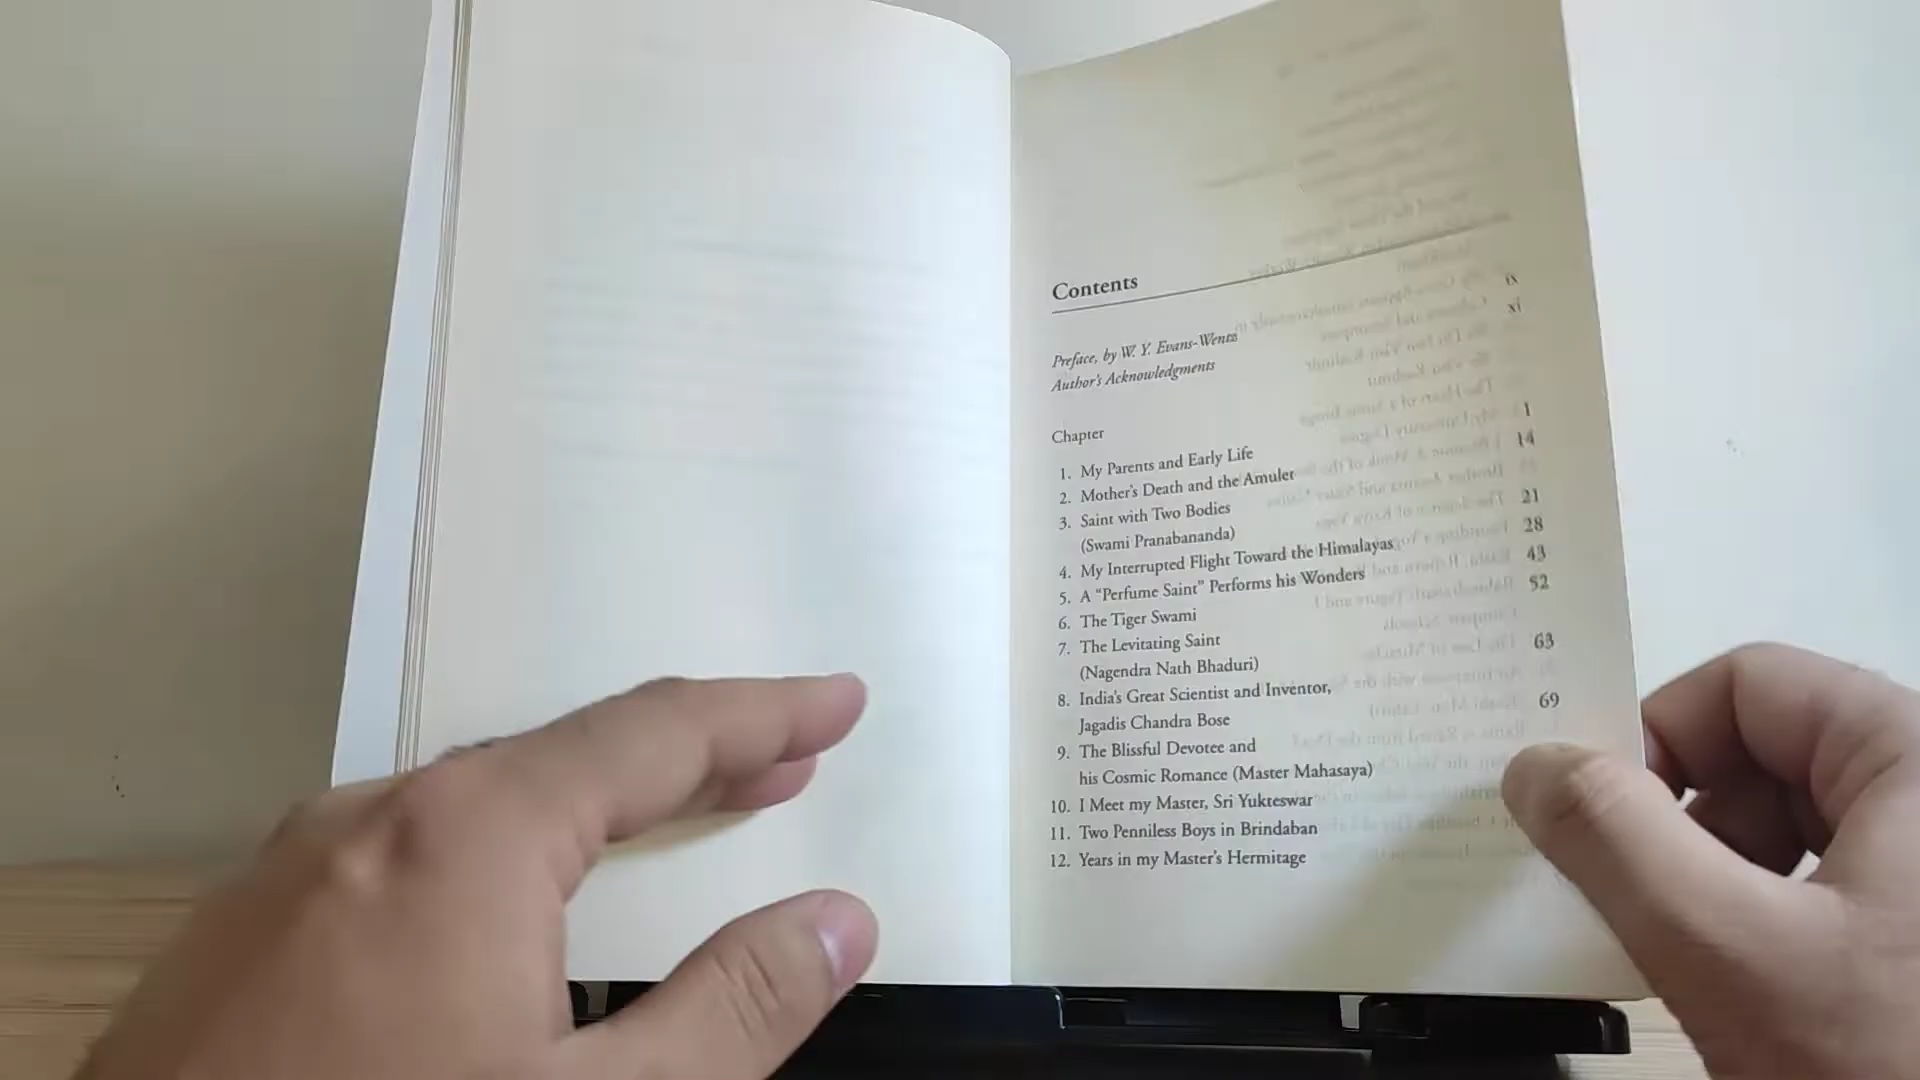 Contents
Preface, by W. Y. Evans-Wentz ix
Author's Acknowledgments xi
Chapter
1. My Parents and Early Life 1
2. Mother's Death and the Amulet 14
3. Saint with Two Bodies
(Swami Pranabananda) 21
4. My Interrupted Flight Toward the Himalayas 28
5. A “Perfume Saint” Performs his Wonders 43
6. The Tiger Swami 52
7. The Levitating Saint
(Nagendra Nath Bhaduri) 63
8. India's Great Scientist and Inventor,
Jagadis Chandra Bose 69
9. The Blissful Devotee and
his Cosmic Romance (Master Mahasaya)
10. I Meet my Master, Sri Yukteswar
11. Two Penniless Boys in Brindaban
12. Years in my Master's Hermitage